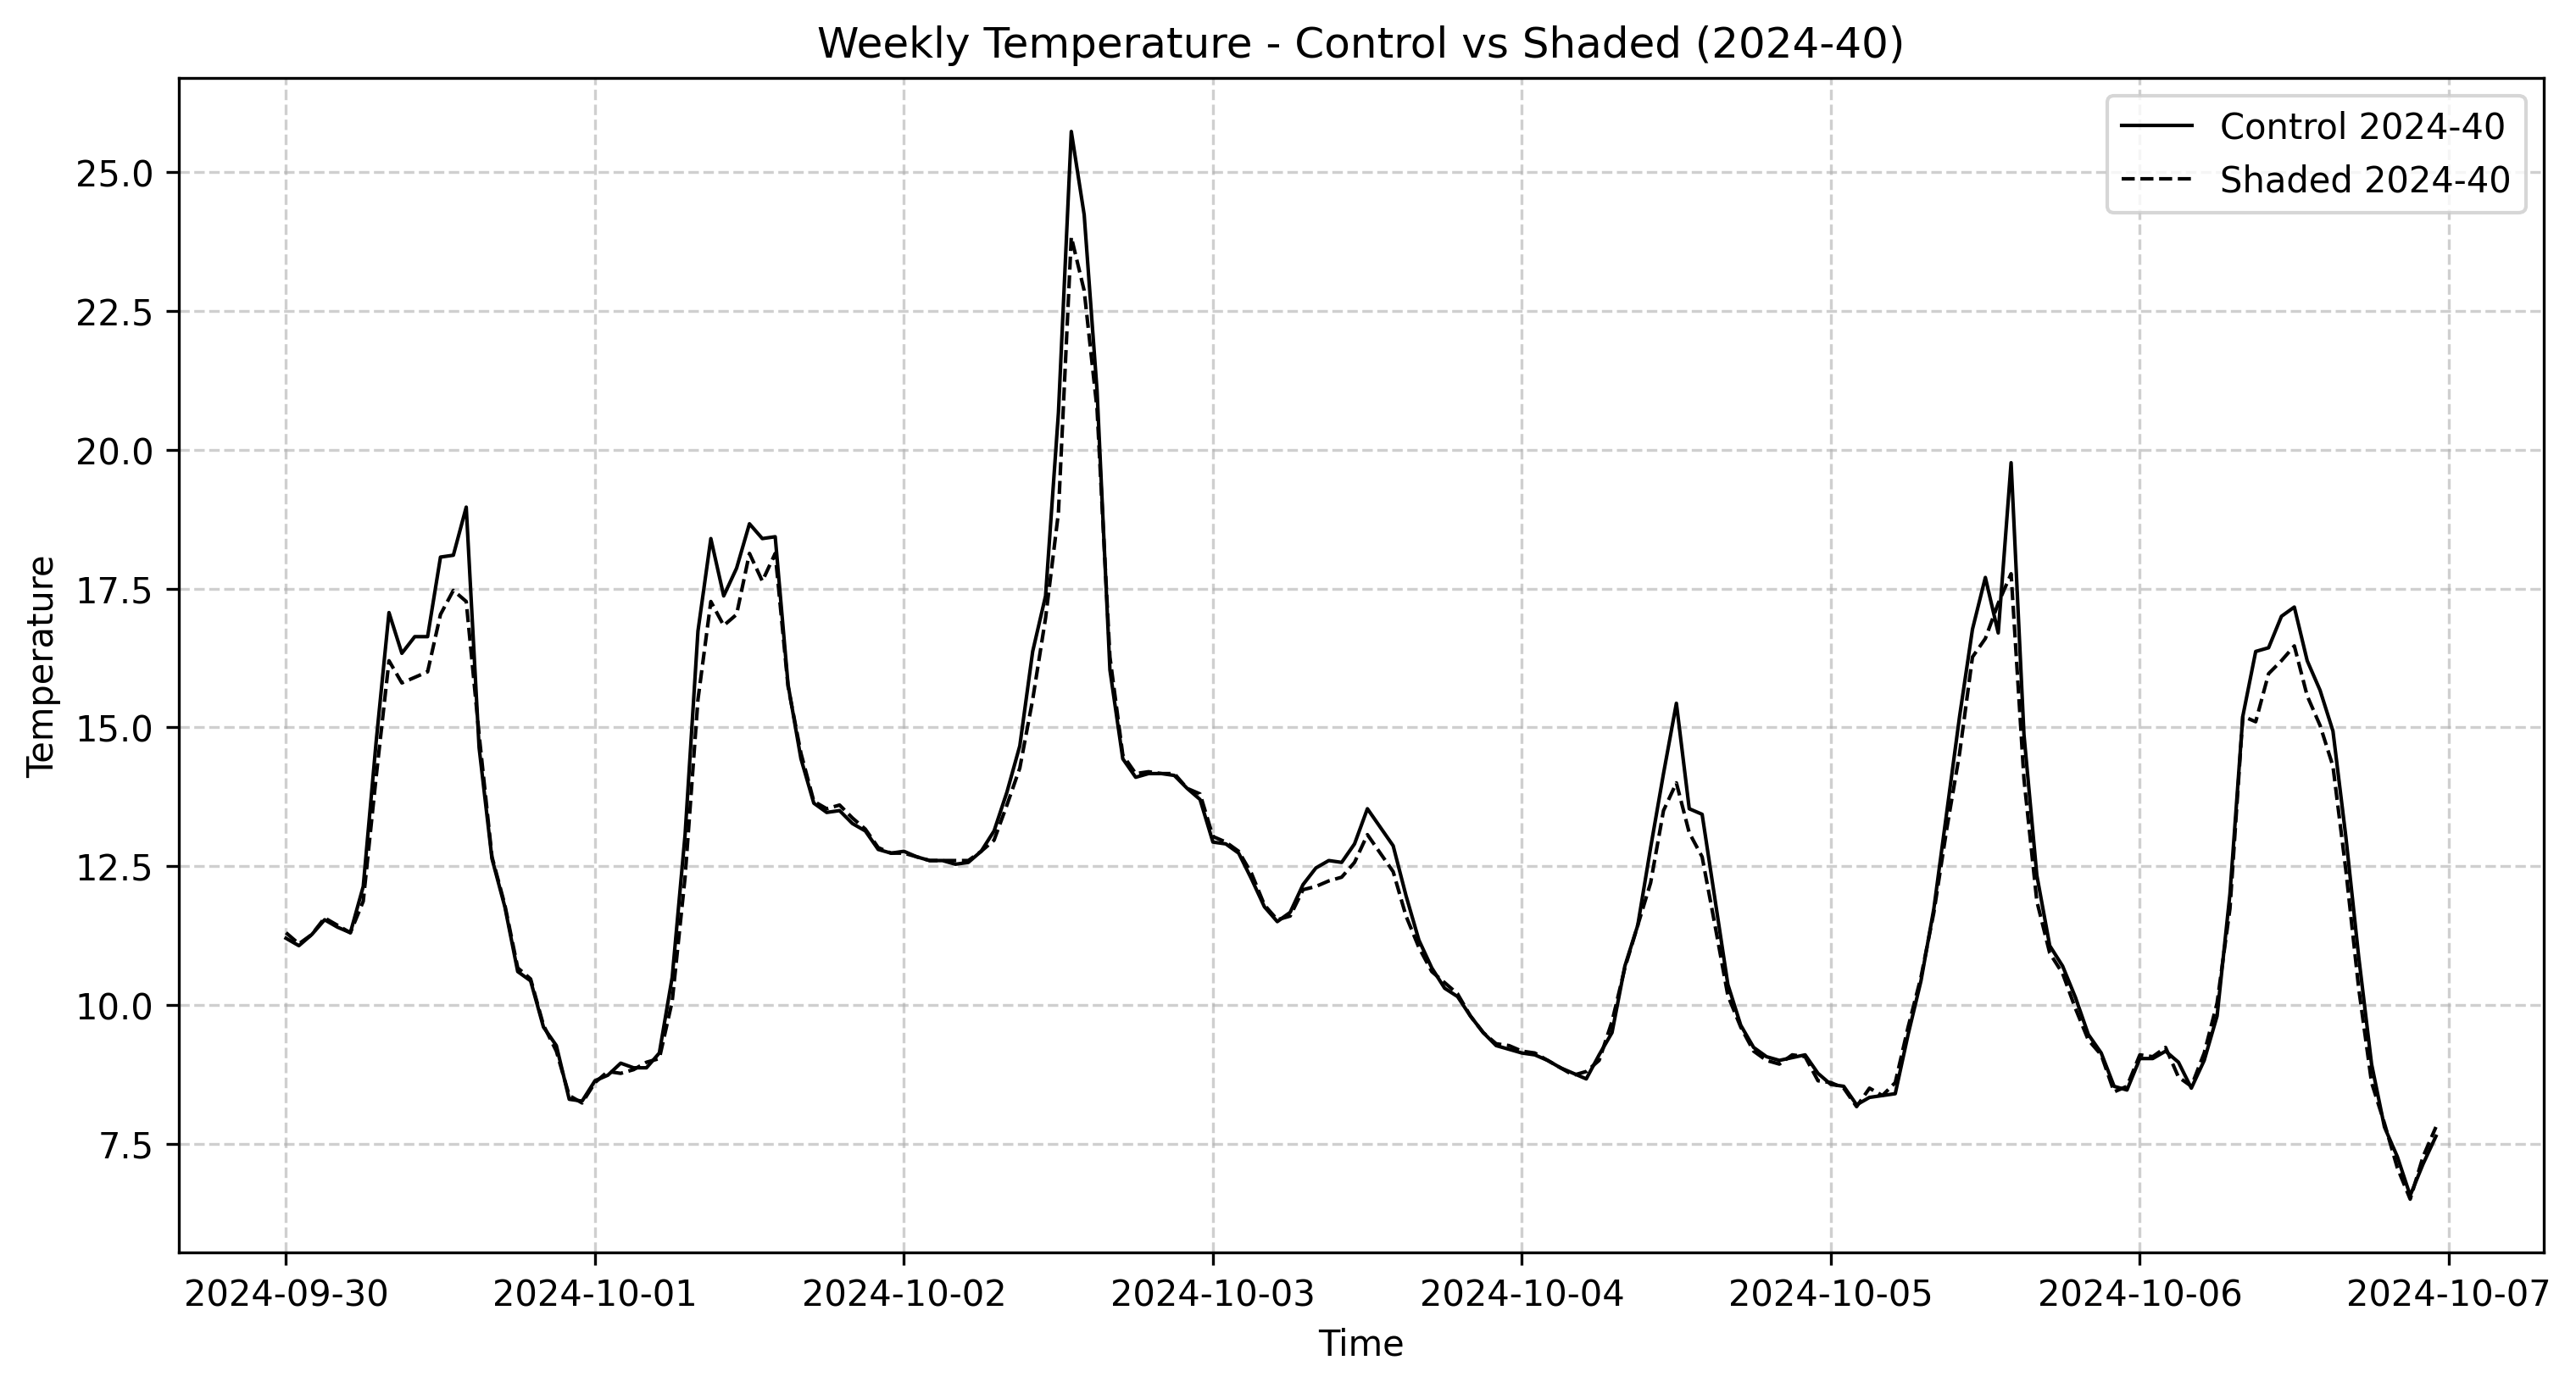 Weekly Temperature - Control vs Shaded (2024-40)
Control 2024-40
Shaded 2024-40
Temperature
25.0
22.5
20.0
17.5
15.0
12.5
10.0
7.5
2024-09-30 2024-10-01 2024-10-02 2024-10-03 2024-10-04 2024-10-05 2024-10-06 2024-10-07
Time